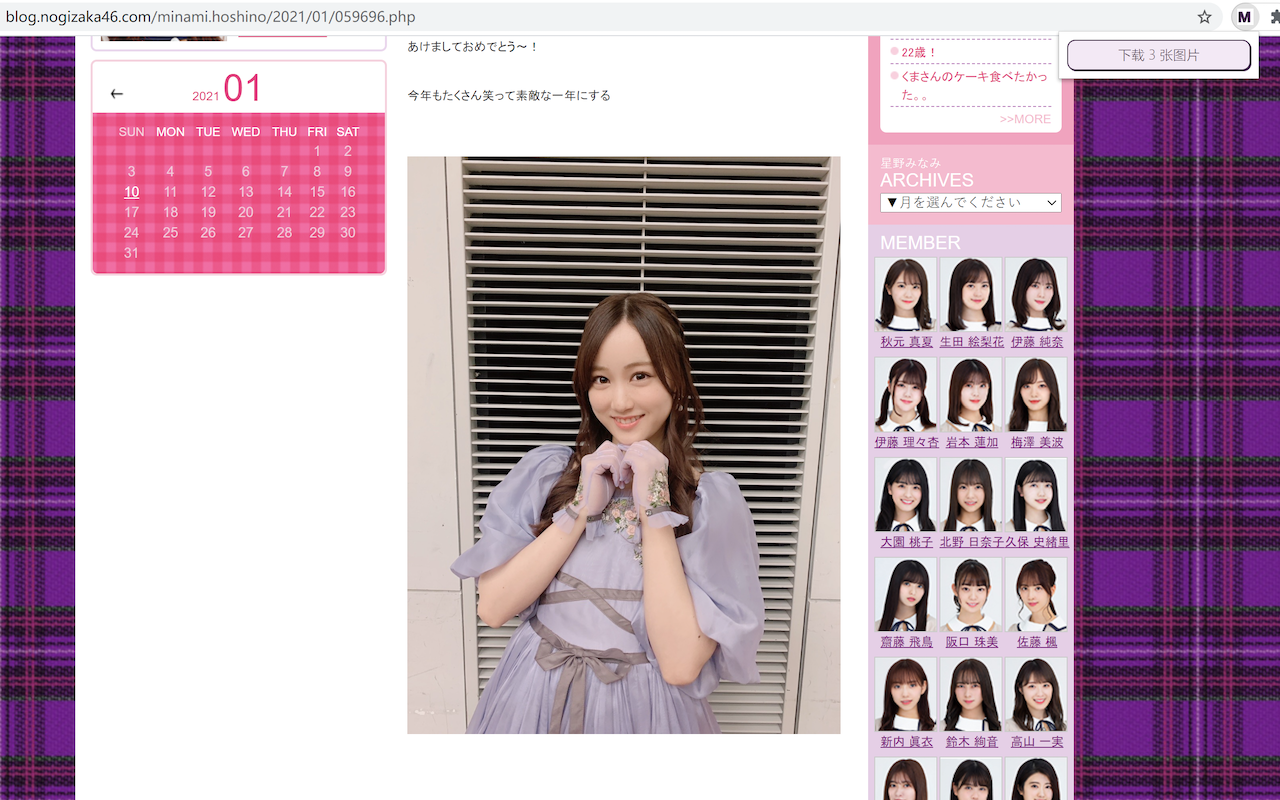 blog.nogizaka46.com/minami.hoshino/2021/01/059696.php
M
下载 3 张图片
← 2021 01
SUN MON TUE WED THU FRI SAT
1 2
3 4 5 6 7 8 9
10 11 12 13 14 15 16
17 18 19 20 21 22 23
24 25 26 27 28 29 30
31
あけましておめでとう～！
今年もたくさん笑って素敵な一年にする
22歳！
くまさんのケーキ食べたかっ
た。。
>>MORE
星野みなみ
ARCHIVES
▼月を選んでください
MEMBER
秋元 真夏 生田 絵梨花 伊藤 純奈
伊藤 理々杏 岩本 蓮加 梅澤 美波
大園 桃子 北野 日奈子 久保 史緒里
齋藤 飛鳥 阪口 珠美 佐藤 楓
新内 眞衣 鈴木 絢音 高山 一実